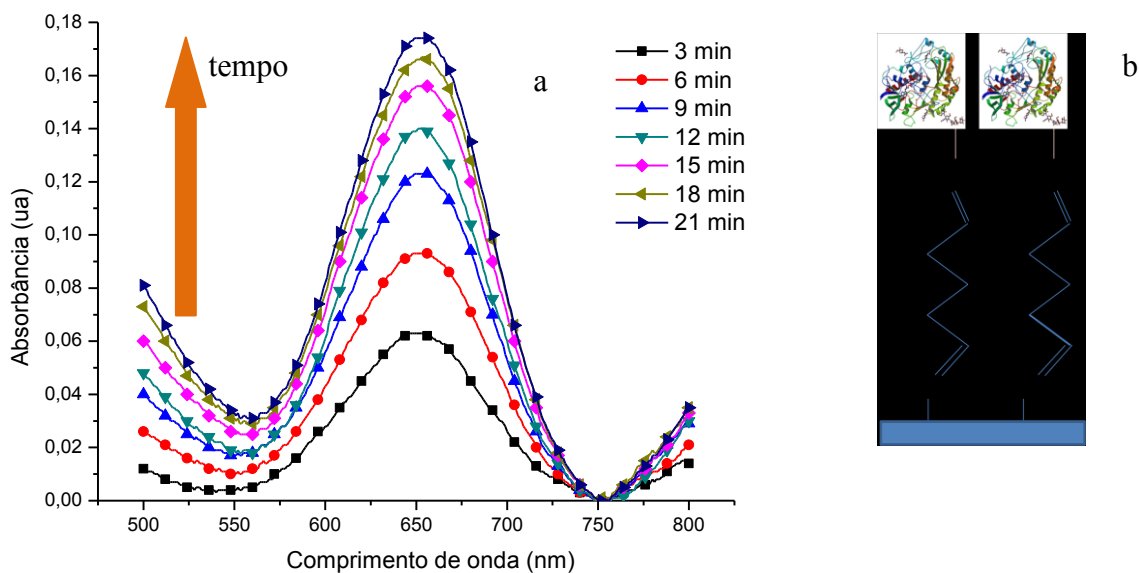 0,18
0,16
0,14
0,12
0,10
0,08
0,06
0,04
0,02
0,00
Absorbância (ua)
500
550
600
650
700
750
800
Comprimento de onda (nm)
tempo
a
3 min
6 min
9 min
12 min
15 min
18 min
21 min
b